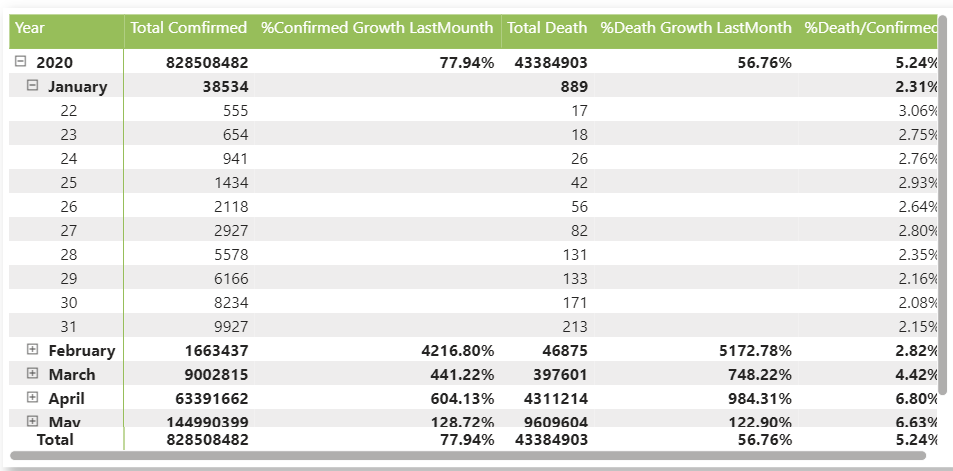 Year Total Comfirmed %Confirmed Growth LastMounth Total Death %Death Growth LastMonth %Death/Confirmed
2020 828508482 77.94% 43384903 56.76% 5.24%
January 38534 889 2.31%
22 555 17 3.06%
23 654 18 2.75%
24 941 26 2.76%
25 1434 42 2.93%
26 2118 56 2.64%
27 2927 82 2.80%
28 5578 131 2.35%
29 6166 133 2.16%
30 8234 171 2.08%
31 9927 213 2.15%
February 1663437 4216.80% 46875 5172.78% 2.82%
March 9002815 441.22% 397601 748.22% 4.42%
April 63391662 604.13% 4311214 984.31% 6.80%
May 144990399 128.72% 9609604 122.90% 6.63%
Total 828508482 77.94% 43384903 56.76% 5.24%